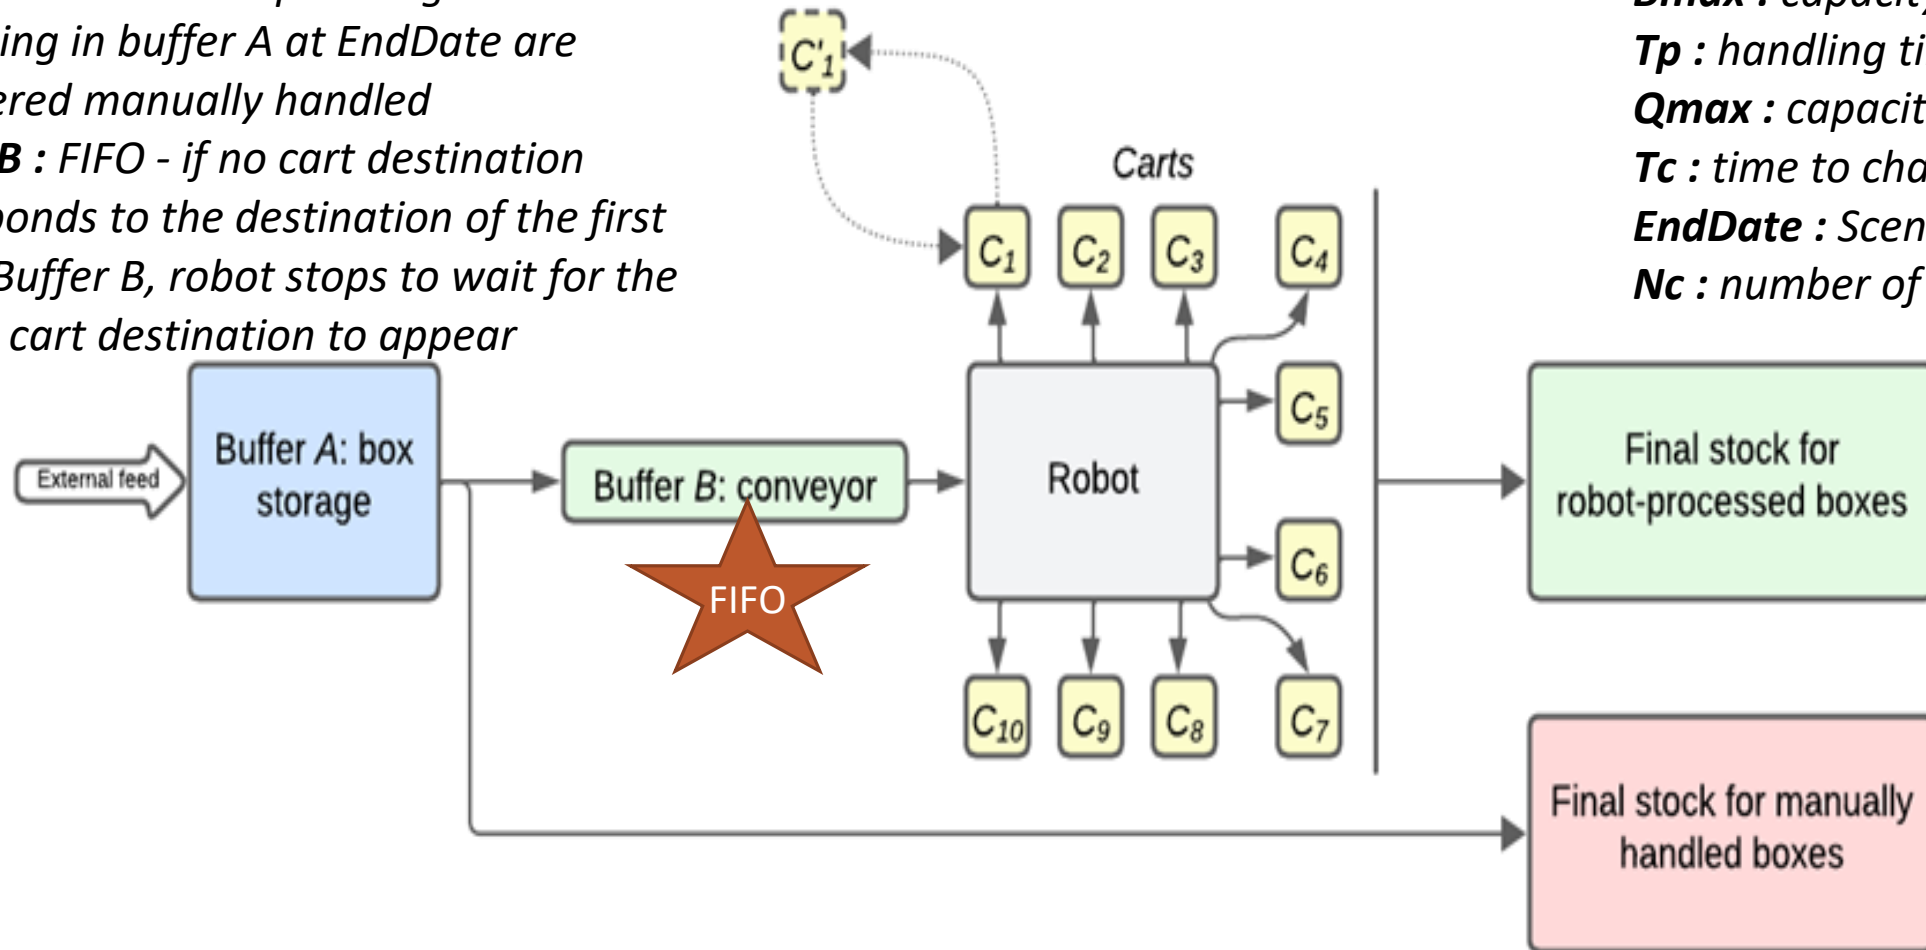 ing in buffer A at EndDate are
ered manually handled
B : FIFO - if no cart destination
ponds to the destination of the first
Buffer B, robot stops to wait for the
cart destination to appear
capacity
Tp : handling ti
Qmax : capacit
Tc : time to cha
EndDate : Scen
Nc : number of
C'1
Carts
C1 C2 C3 C4
C5
C6
C10 C9 C8 C7
External feed
Buffer A: box
storage
Buffer B: conveyor
FIFO
Robot
Final stock for
robot-processed boxes
Final stock for manually
handled boxes